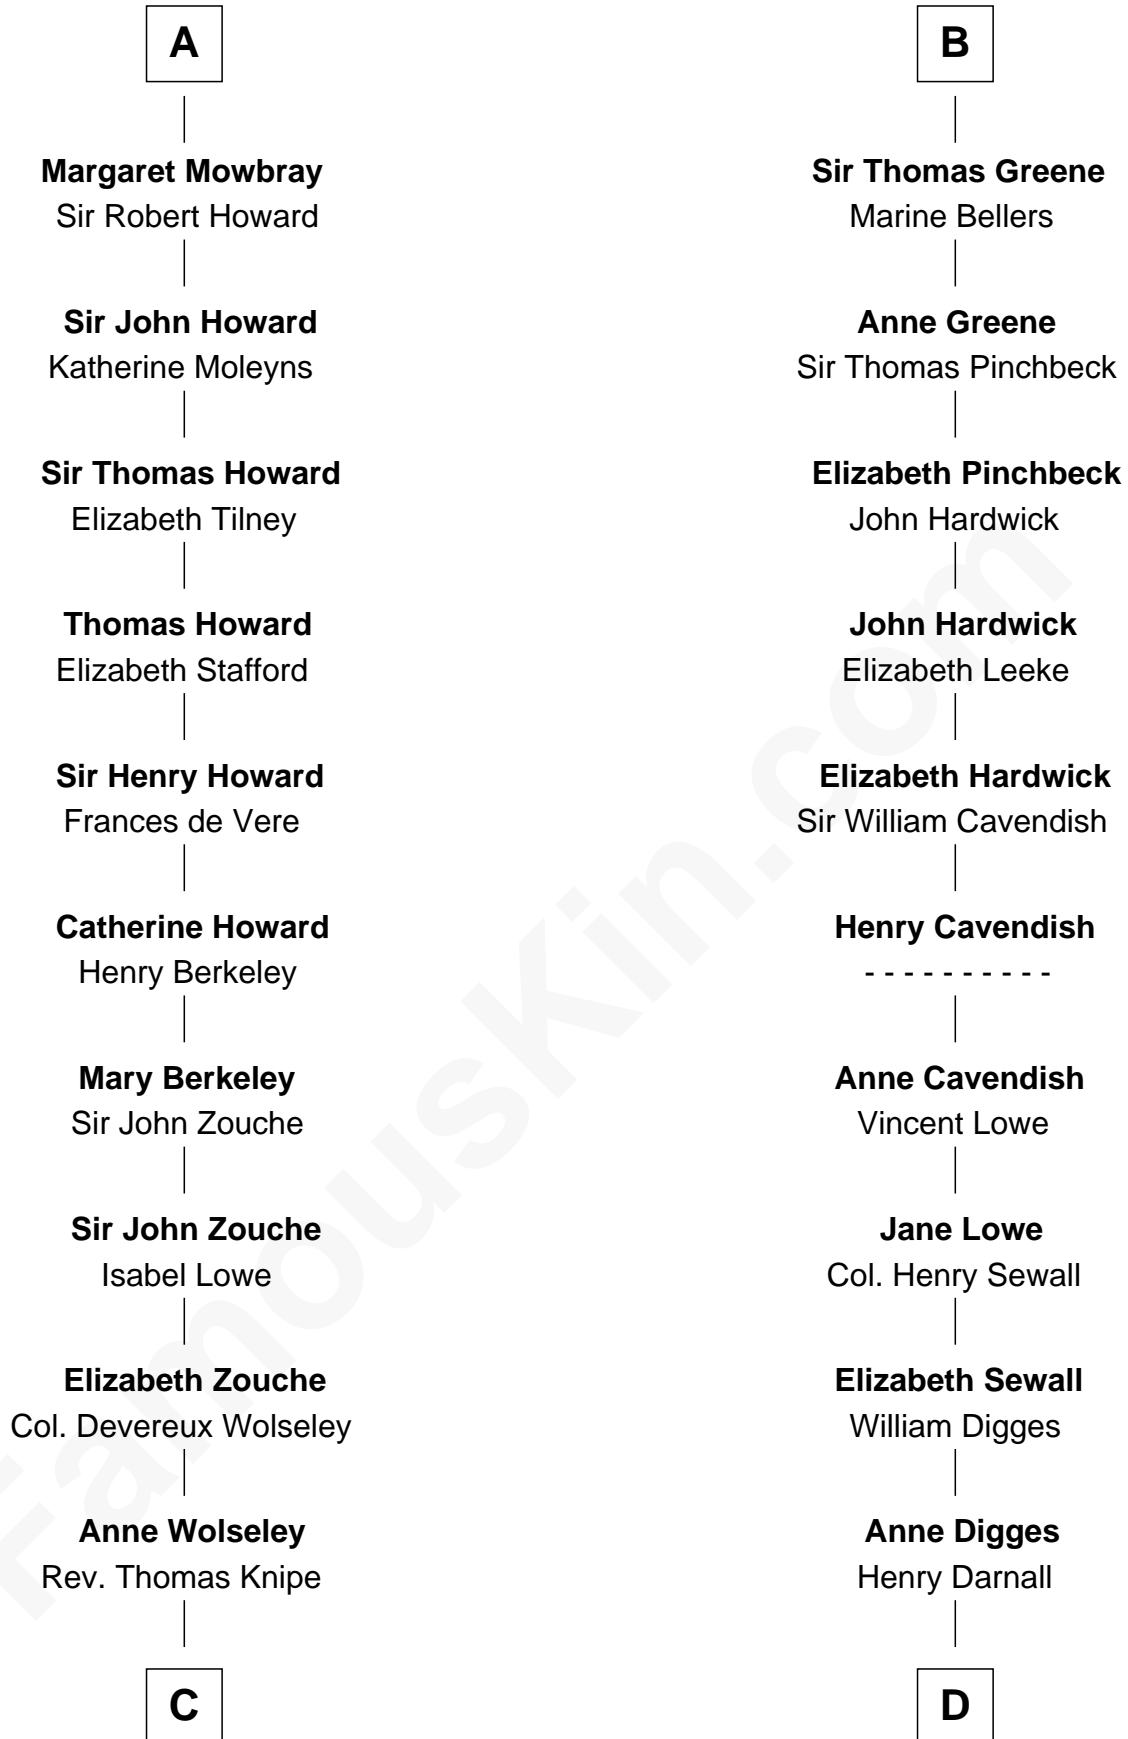 A
Margaret Mowbray
Sir Robert Howard
Sir John Howard
Katherine Moleyns
Sir Thomas Howard
Elizabeth Tilney
Thomas Howard
Elizabeth Stafford
Sir Henry Howard
Frances de Vere
Catherine Howard
Henry Berkeley
Mary Berkeley
Sir John Zouche
Sir John Zouche
Isabel Lowe
Elizabeth Zouche
Col. Devereux Wolseley
Anne Wolseley
Rev. Thomas Knipe
C
B
Sir Thomas Greene
Marine Bellers
Anne Greene
Sir Thomas Pinchbeck
Elizabeth Pinchbeck
John Hardwick
John Hardwick
Elizabeth Leeke
Elizabeth Hardwick
Sir William Cavendish
Henry Cavendish
- - - - - - - - - -
Anne Cavendish
Vincent Lowe
Jane Lowe
Col. Henry Sewall
Elizabeth Sewall
William Digges
Anne Digges
Henry Darnall
D
FamousKin.com